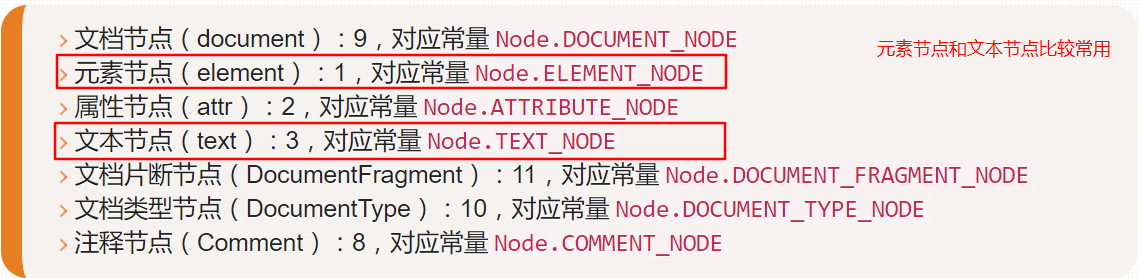 文档节点（document）：9，对应常量 Node.DOCUMENT_NODE
元素节点（element）：1，对应常量 Node.ELEMENT_NODE
属性节点（attr）：2，对应常量 Node.ATTRIBUTE_NODE
文本节点（text）：3，对应常量 Node.TEXT_NODE
文档片断节点（DocumentFragment）：11，对应常量 Node.DOCUMENT_FRAGMENT_NODE
文档类型节点（DocumentType）：10，对应常量 Node.DOCUMENT_TYPE_NODE
注释节点（Comment）：8，对应常量 Node.COMMENT_NODE
元素节点和文本节点比较常用